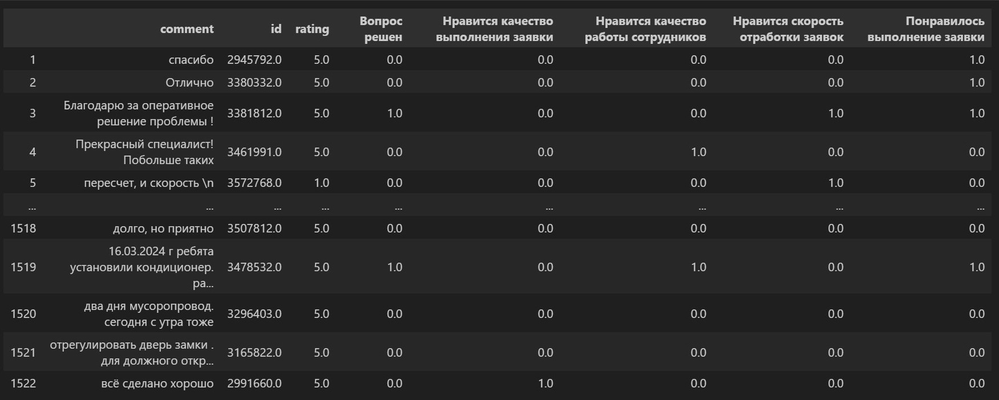 comment id rating Вопрос решен Нравится качество выполнения заявки Нравится качество работы сотрудников Нравится скорость отработки заявок Понравилось выполнение заявки
1 спасибо 2945792.0 5.0 0.0 0.0 0.0 0.0 1.0
2 Отлично 3380332.0 5.0 0.0 0.0 0.0 0.0 1.0
3 Благодарю за оперативное решение проблемы ! 3381812.0 5.0 1.0 0.0 0.0 1.0 1.0
4 Прекрасный специалист! Побольше таких 3461991.0 5.0 0.0 0.0 1.0 0.0 0.0
5 пересчет, и скорость \n 3572768.0 1.0 0.0 0.0 0.0 1.0 0.0
... ... ... ... ... ... ... ... ...
1518 долго, но приятно 3507812.0 5.0 0.0 0.0 0.0 0.0 0.0
1519 16.03.2024 г ребята установили кондиционер. ра... 3478532.0 5.0 1.0 0.0 1.0 0.0 1.0
1520 два дня мусоропровод. сегодня с утра тоже 3296403.0 5.0 0.0 0.0 0.0 0.0 0.0
1521 отрегулировать дверь замки . для должного откр... 3165822.0 5.0 0.0 0.0 0.0 0.0 0.0
1522 всё сделано хорошо 2991660.0 5.0 0.0 1.0 0.0 0.0 0.0